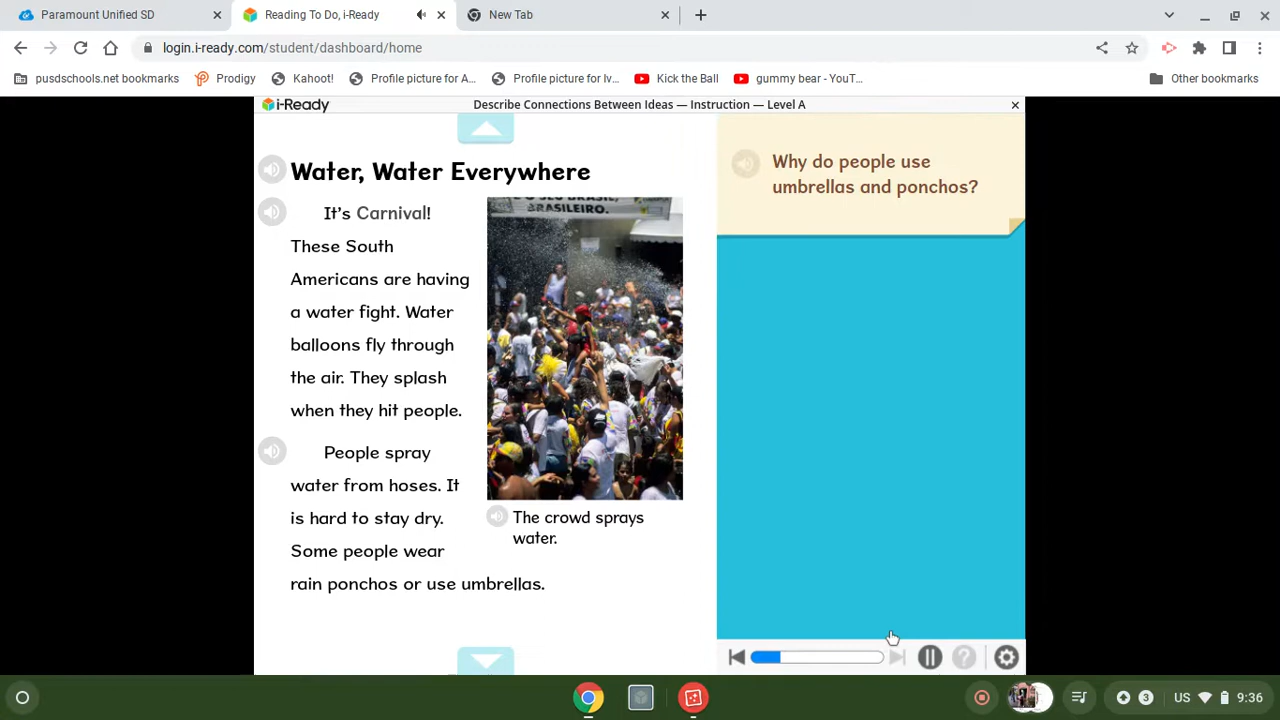 Paramount Unified SD
Reading To Do, i-Ready
New Tab
login.i-ready.com/student/dashboard/home
pusdschools.net bookmarks
Prodigy
Kahoot!
Profile picture for A...
Profile picture for Iv...
Kick the Ball
gummy bear - YouT...
Other bookmarks
i-Ready
Describe Connections Between Ideas — Instruction — Level A
Water, Water Everywhere
It's Carnival!
These South
Americans are having
a water fight. Water
balloons fly through
the air. They splash
when they hit people.
People spray
water from hoses. It
is hard to stay dry.
Some people wear
rain ponchos or use umbrellas.
O SEU BRASIL,
BRASILEIRO.
The crowd sprays
water.
Why do people use
umbrellas and ponchos?
3
US
9:36